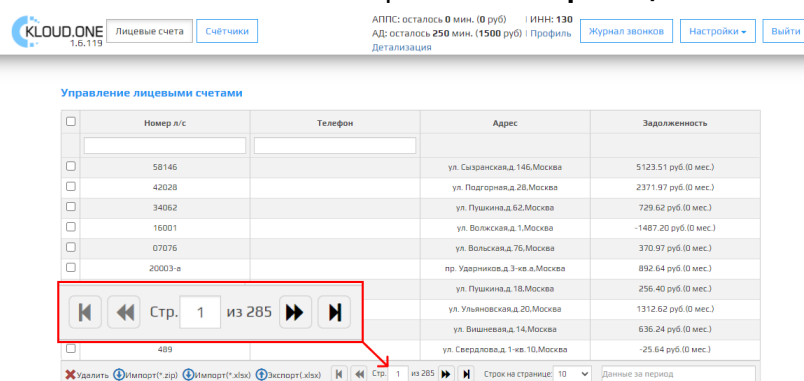 KLOUD.ONE
1.6.119
Лицевые счета
Счётчики
АППС: осталось 0 мин. (0 руб) | ИНН: 130
АД: осталось 250 мин. (1500 руб) | Профиль
Детализация
Журнал звонков
Настройки
Выйти
Управление лицевыми счетами
Номер л/с Телефон Адрес Задолженность
58146 ул. Сызранская,д.146,Москва 5123.51 руб.(0 мес.)
42028 ул. Подгорная,д.28,Москва 2371.97 руб.(0 мес.)
34062 ул. Пушкина,д.62,Москва 729.62 руб.(0 мес.)
16001 ул. Волжская,д.1,Москва -1487.20 руб.(0 мес.)
07076 ул. Вольская,д.76,Москва 370.97 руб.(0 мес.)
20003-а пр. Ударников,д.3-кв.а,Москва 892.64 руб.(0 мес.)
ул. Пушкина,д.18,Москва 256.40 руб.(0 мес.)
Стр. 1 из 285
ул. Ульяновская,д.20,Москва 1312.62 руб.(0 мес.)
ул. Вишневая,д.14,Москва 636.24 руб.(0 мес.)
489 ул. Свердлова,д.1-кв.10,Москва -25.64 руб.(0 мес.)
Удалить Импорт(*.zip) Импорт(*.xlsx) Экспорт(.xlsx) Стр. 1 из 285 Строк на странице: 10 Данные за период